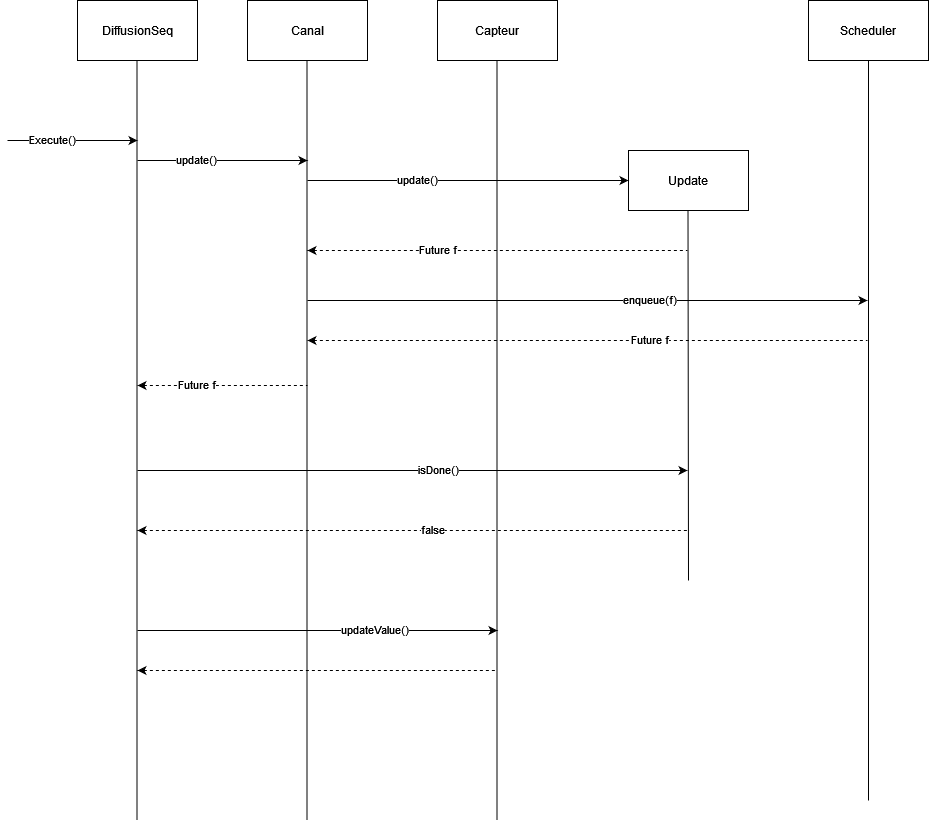 DiffusionSeq
Canal
Capteur
Scheduler
Execute()
update()
update()
Update
Future f
enqueue(f)
Future f
Future f
isDone()
false
updateValue()